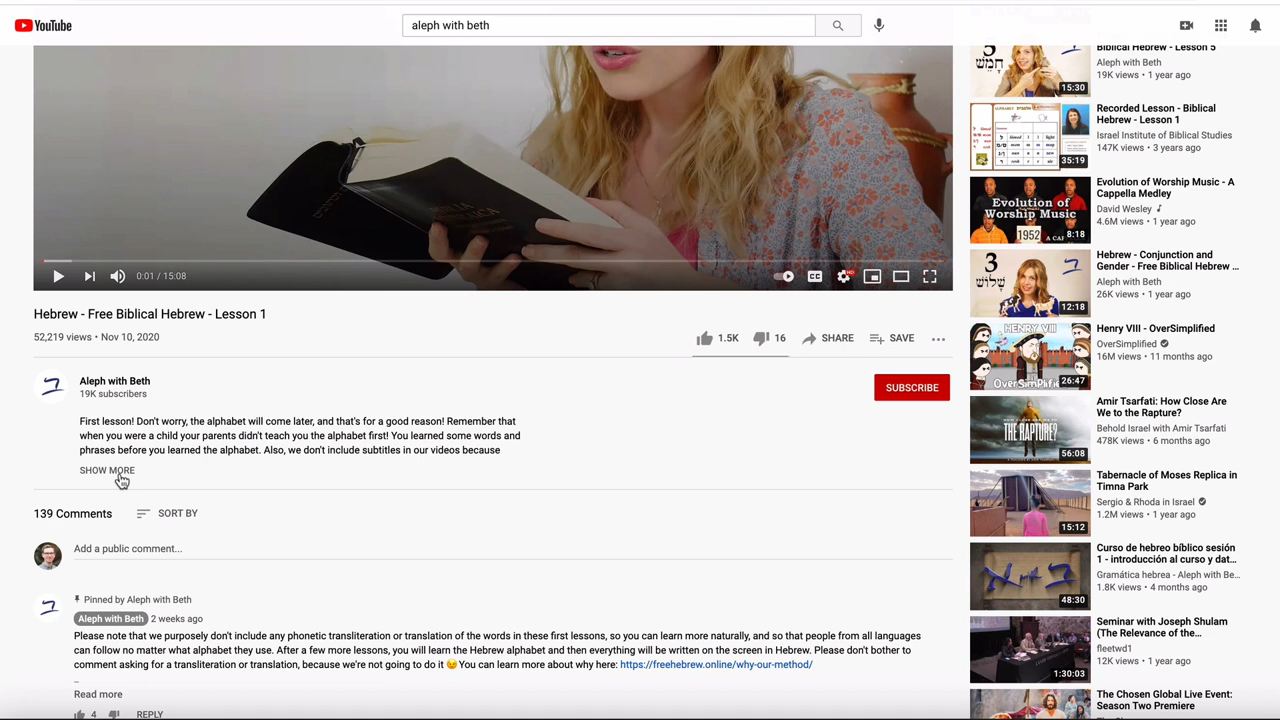 YouTube
aleph with beth
0:01 / 15:08
CC
HD
Hebrew - Free Biblical Hebrew - Lesson 1
52,219 views • Nov 10, 2020
1.5K
16
SHARE
SAVE
Aleph with Beth
19K subscribers
SUBSCRIBE
First lesson! Don't worry, the alphabet will come later, and that's for a good reason! Remember that
when you were a child your parents didn't teach you the alphabet first! You learned some words and
phrases before you learned the alphabet. Also, we don't include subtitles in our videos because
SHOW MORE
139 Comments
SORT BY
Add a public comment...
Pinned by Aleph with Beth
Aleph with Beth 2 weeks ago
Please note that we purposely don't include any phonetic transliteration or translation of the words in these first lessons, so you can learn more naturally, and so that people from all languages
can follow no matter what alphabet they use. After a few more lessons, you will learn the Hebrew alphabet and then everything will be written on the screen in Hebrew. Please don't bother to
comment asking for a transliteration or translation, because we're not going to do it 😉 You can learn more about why here: https://freehebrew.online/why-our-method/
_
Read more
4
REPLY
5
חָמֵשׁ
15:30
Biblical Hebrew - Lesson 5
Aleph with Beth
19K views • 1 year ago
35:19
Recorded Lesson - Biblical
Hebrew - Lesson 1
Israel Institute of Biblical Studies
147K views • 3 years ago
Evolution of
Worship Music
1952
8:18
Evolution of Worship Music - A
Cappella Medley
David Wesley
4.6M views • 1 year ago
3
שָׁלוֹשׁ
12:18
Hebrew - Conjunction and
Gender - Free Biblical Hebrew ...
Aleph with Beth
26K views • 1 year ago
HENRY VIII
OverSimplifie
26:47
Henry VIII - OverSimplified
OverSimplified
16M views • 11 months ago
THE RAPTURE?
56:08
Amir Tsarfati: How Close Are
We to the Rapture?
Behold Israel with Amir Tsarfati
478K views • 6 months ago
15:12
Tabernacle of Moses Replica in
Timna Park
Sergio & Rhoda in Israel
1.2M views • 1 year ago
48:30
Curso de hebreo bíblico sesión
1 - introducción al curso y dat...
Gramática hebrea - Aleph with Be...
1.8K views • 4 months ago
1:30:03
Seminar with Joseph Shulam
(The Relevance of the...
fleetwd1
12K views • 1 year ago
The Chosen Global Live Event:
Season Two Premiere